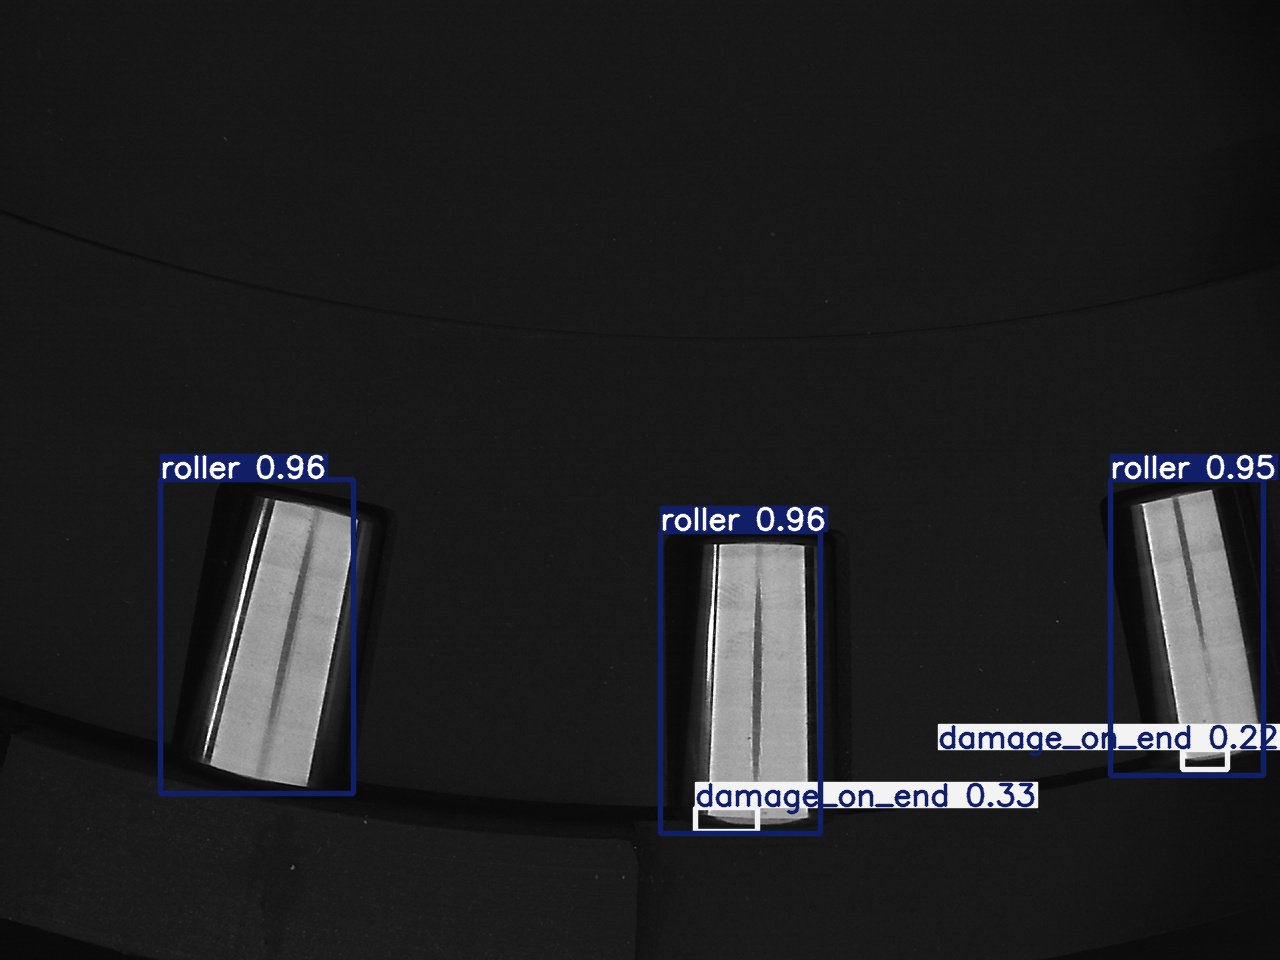 roller 0.96
roller 0.96
roller 0.95
damage_on_end 0.22
damage_on_end 0.33